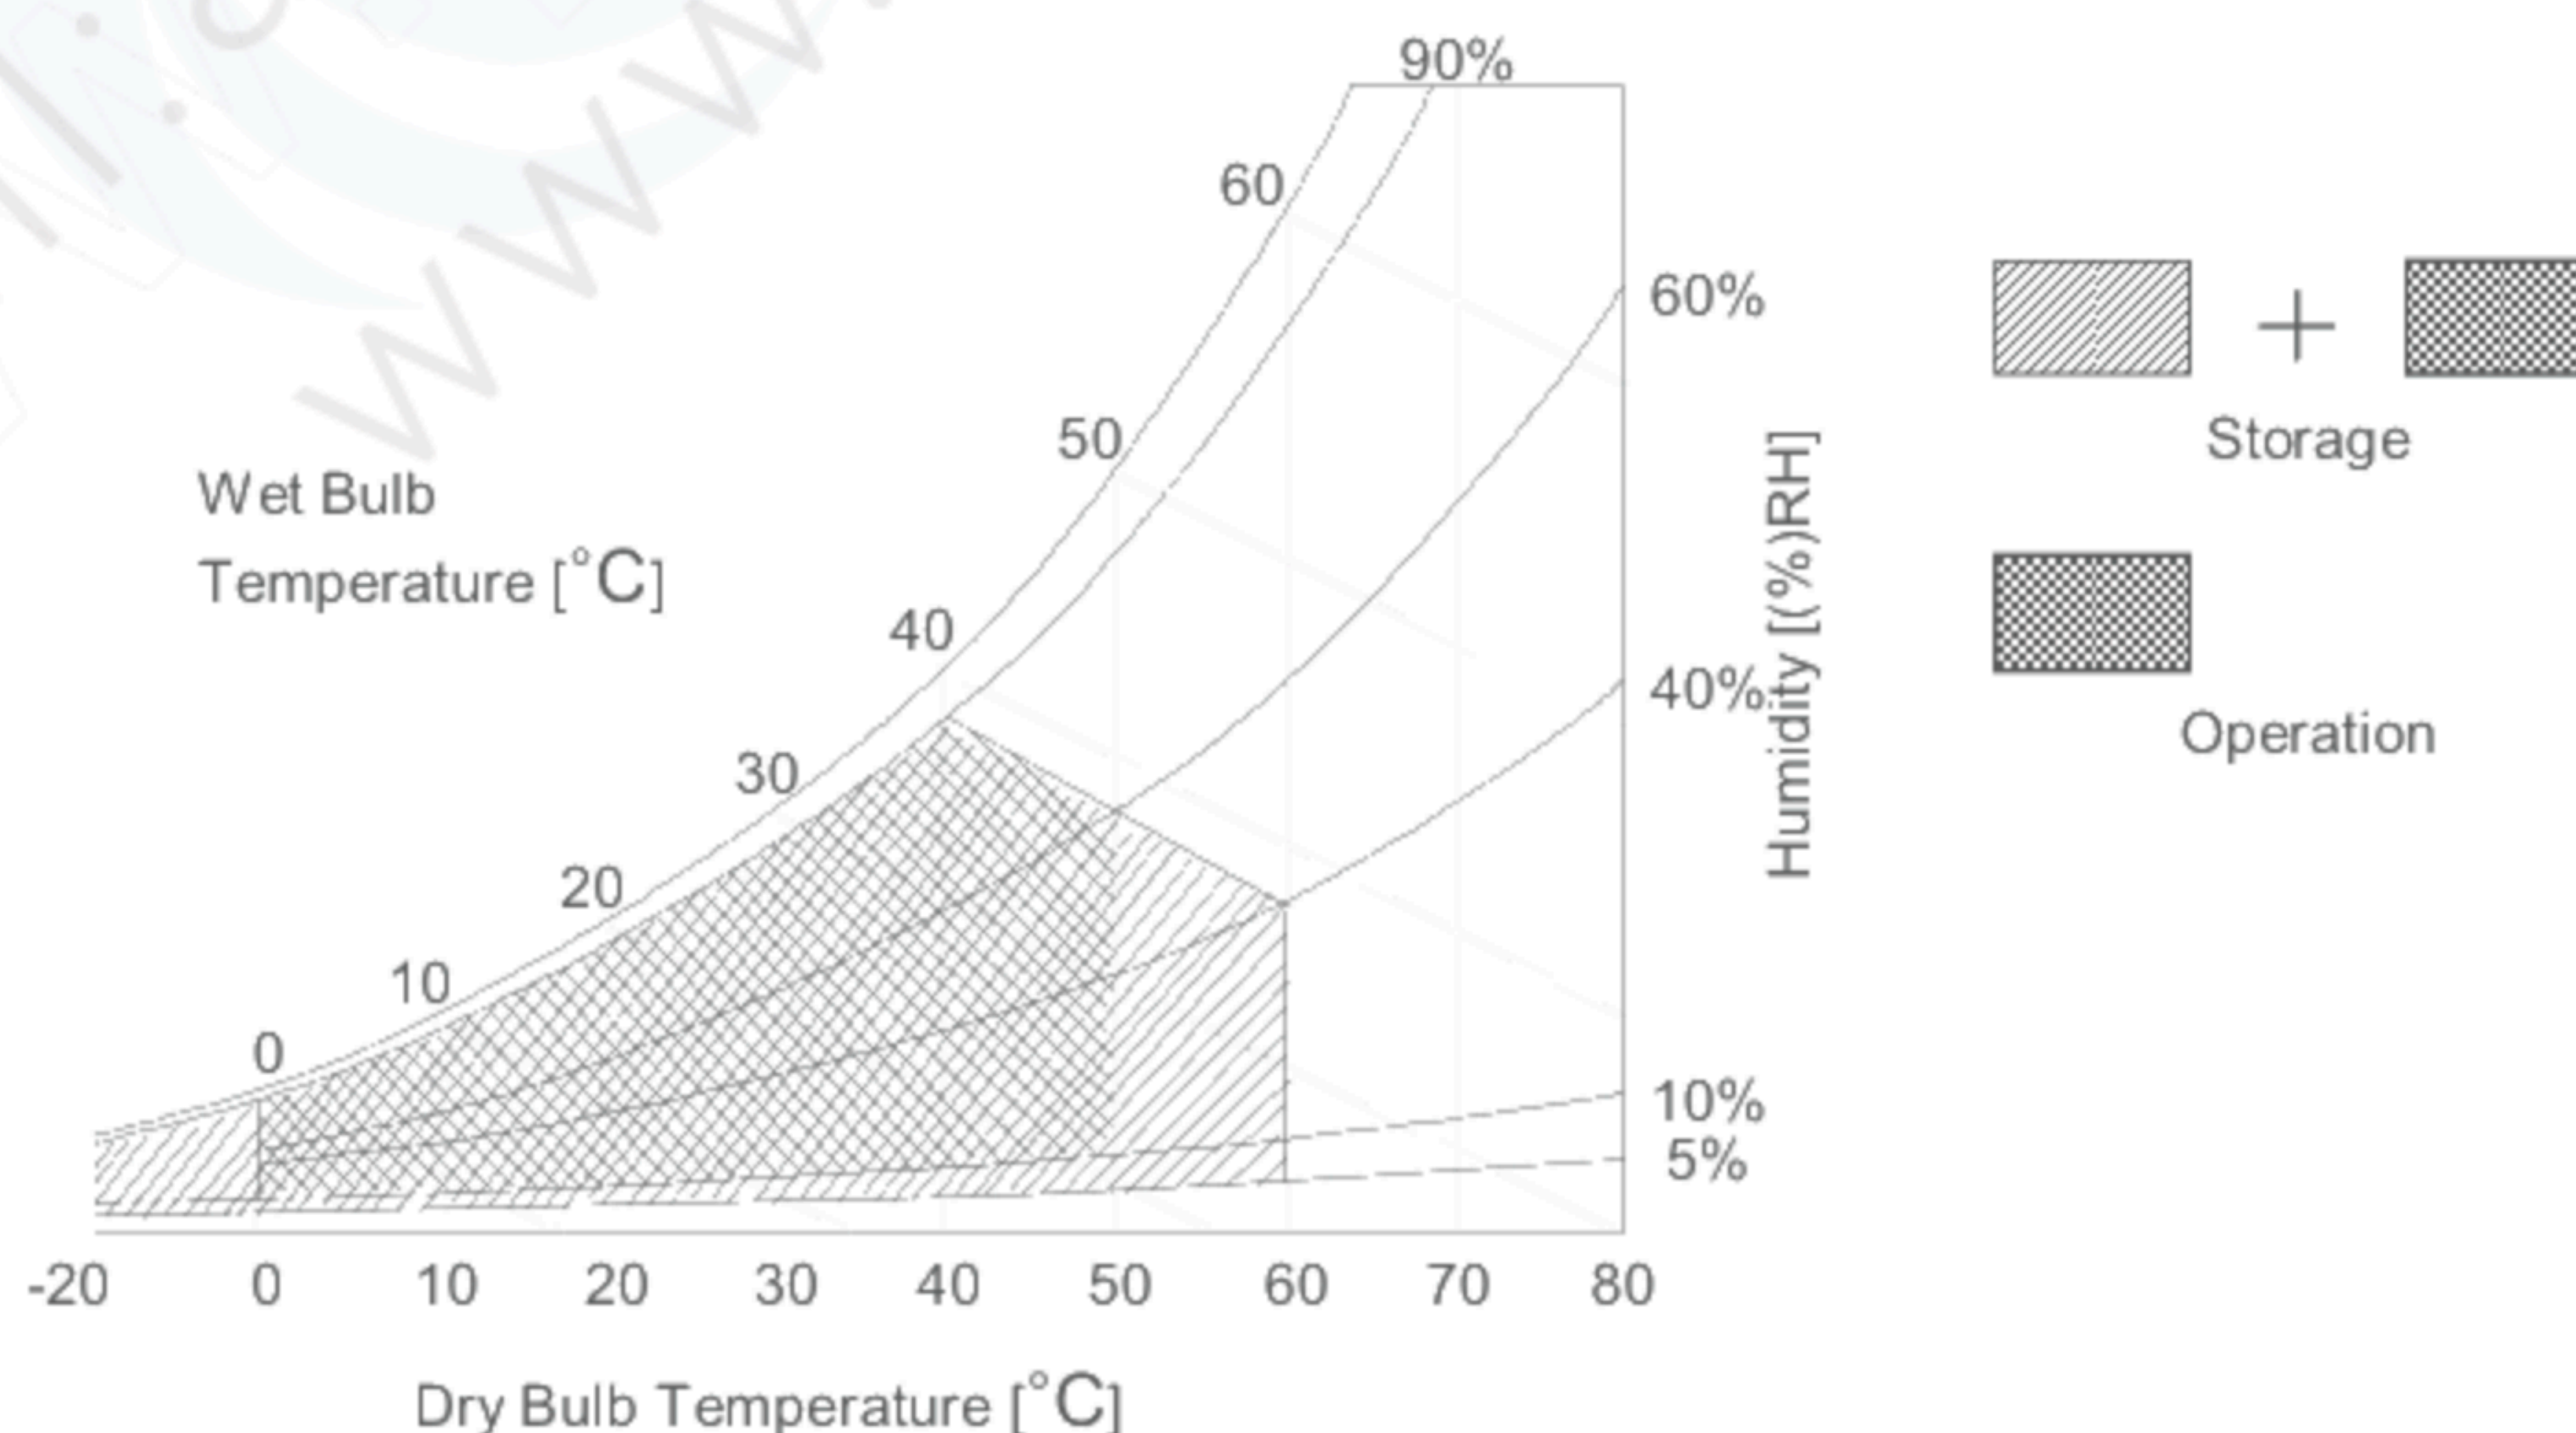 90%
60
60%
50
Wet Bulb
Temperature [°C]
40
40%
Humidity [(%)RH]
30
20
10
0
10%
5%
-20 0 10 20 30 40 50 60 70 80
Dry Bulb Temperature [°C]
+
Storage
Operation
www.